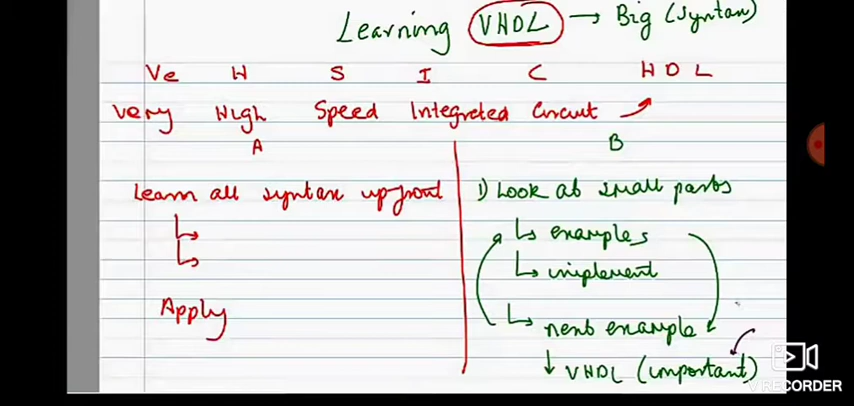 Learning VHDL → Big (Syntax)
Ve H S I C HDL
Very High Speed Integrated Circuit
A B
Learn all syntax upfront
1) Look at small parts
↳ examples
↳ implement
Apply
↳ next example
↓ VHDL (important)
V RECORDER